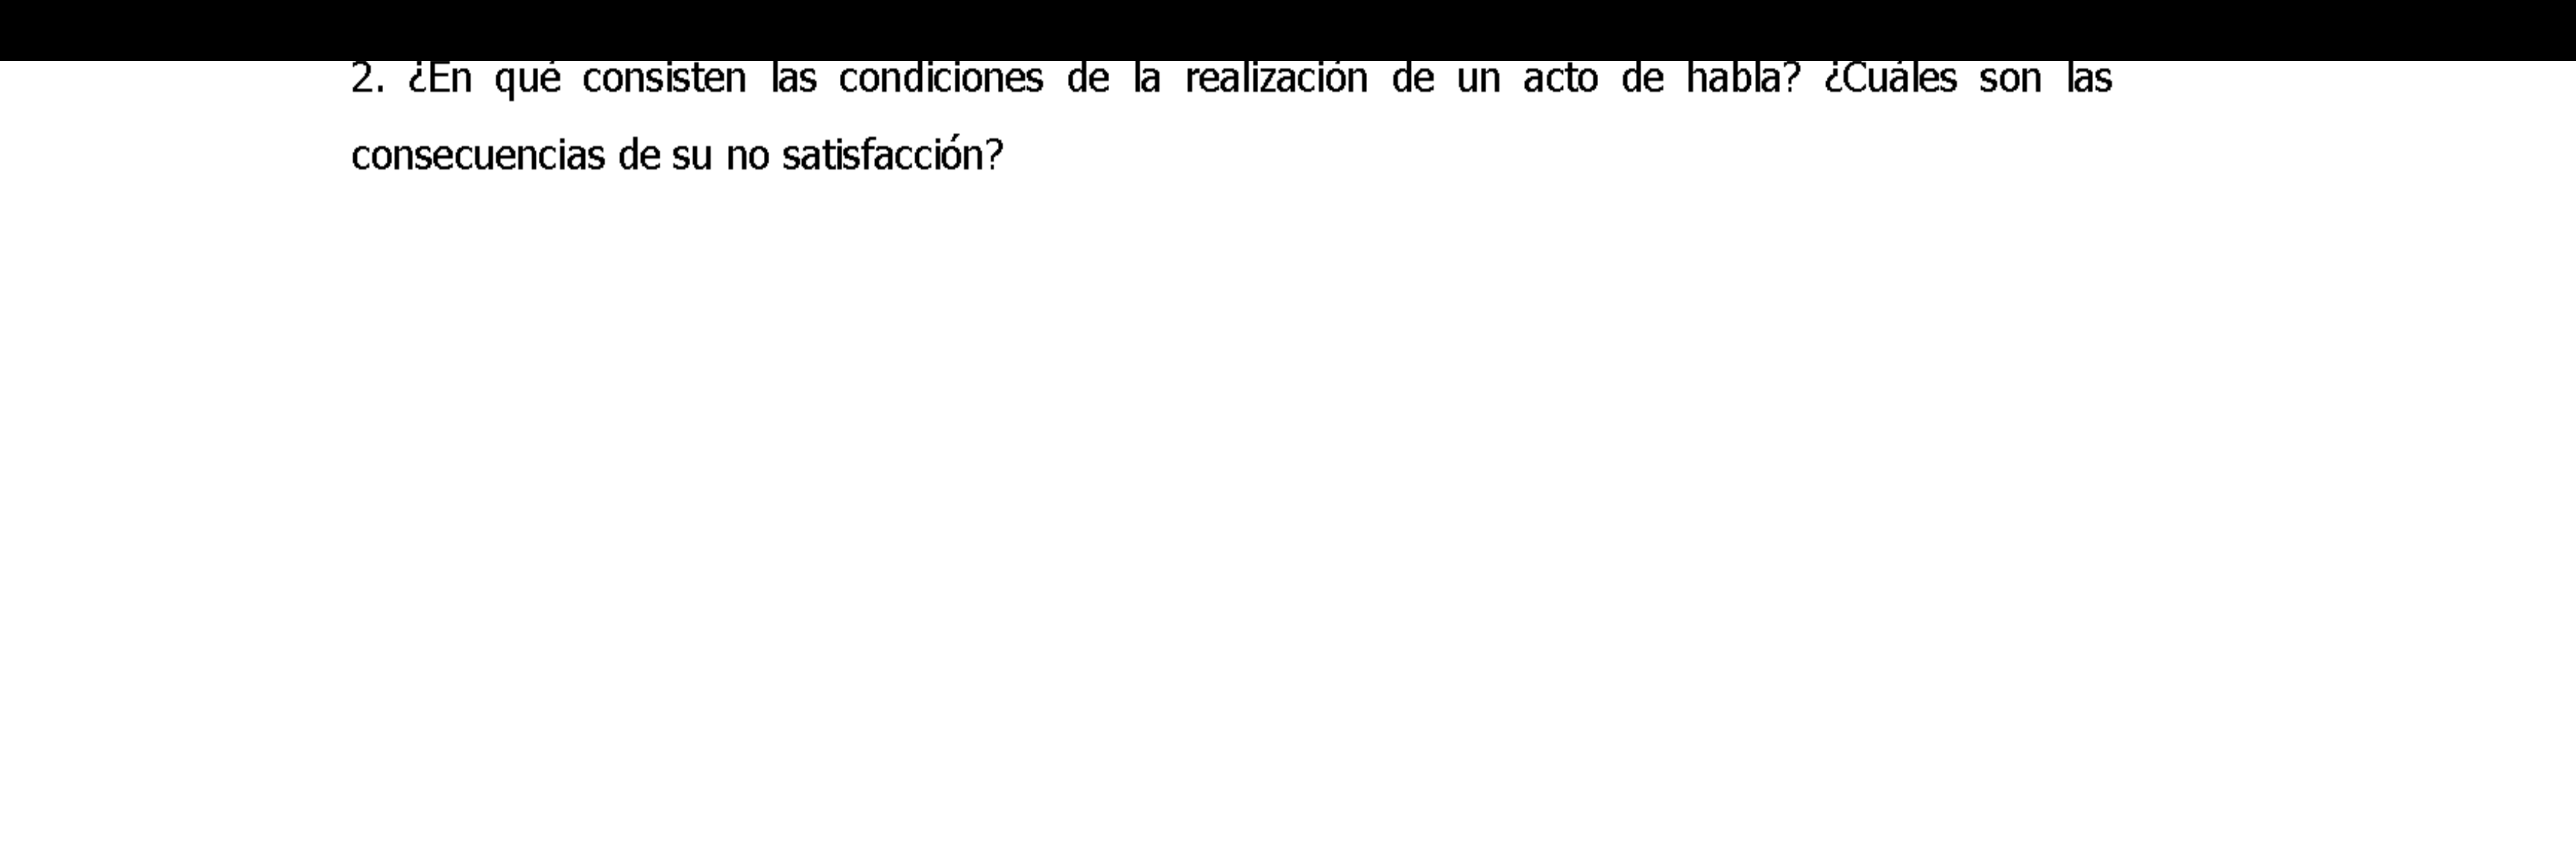 2. ¿En qué consisten las condiciones de la realización de un acto de habla? ¿Cuáles son las
consecuencias de su no satisfacción?